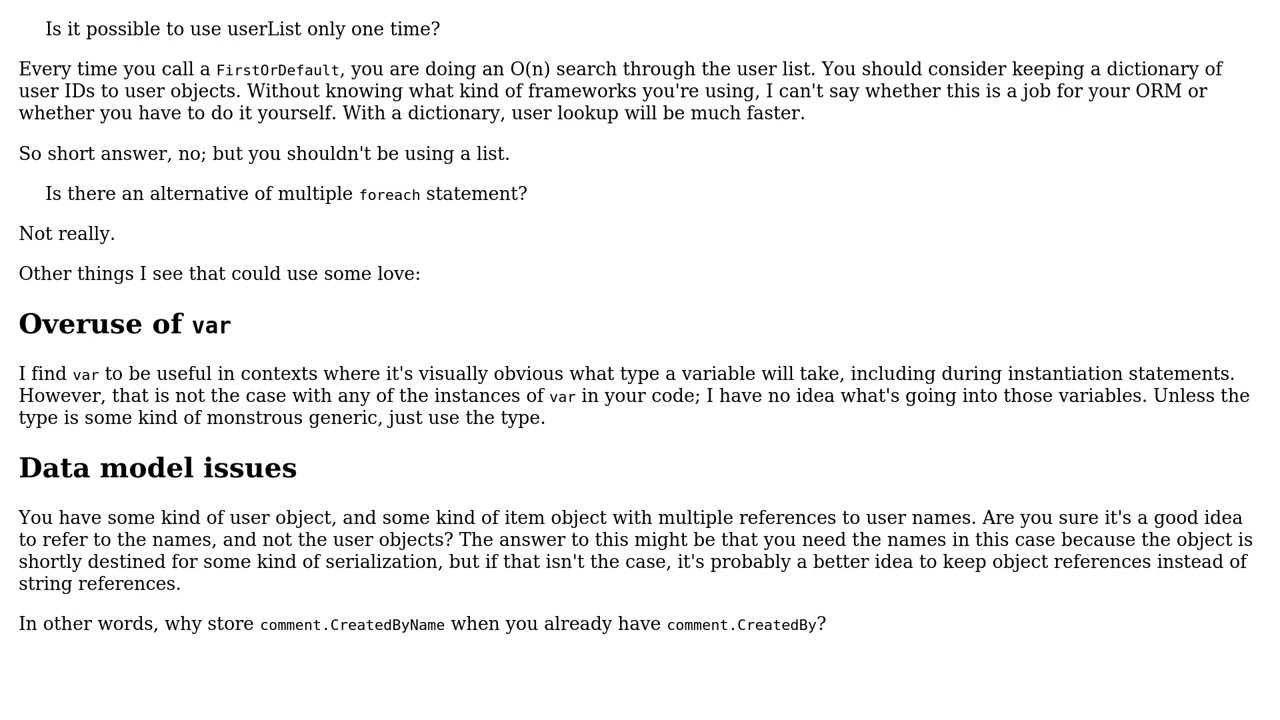 Is it possible to use userList only one time?
Every time you call a FirstOrDefault, you are doing an O(n) search through the user list. You should consider keeping a dictionary of
user IDs to user objects. Without knowing what kind of frameworks you're using, I can't say whether this is a job for your ORM or
whether you have to do it yourself. With a dictionary, user lookup will be much faster.
So short answer, no; but you shouldn't be using a list.
Is there an alternative of multiple foreach statement?
Not really.
Other things I see that could use some love:
Overuse of var
I find var to be useful in contexts where it's visually obvious what type a variable will take, including during instantiation statements.
However, that is not the case with any of the instances of var in your code; I have no idea what's going into those variables. Unless the
type is some kind of monstrous generic, just use the type.
Data model issues
You have some kind of user object, and some kind of item object with multiple references to user names. Are you sure it's a good idea
to refer to the names, and not the user objects? The answer to this might be that you need the names in this case because the object is
shortly destined for some kind of serialization, but if that isn't the case, it's probably a better idea to keep object references instead of
string references.
In other words, why store comment.CreatedByName when you already have comment.CreatedBy?